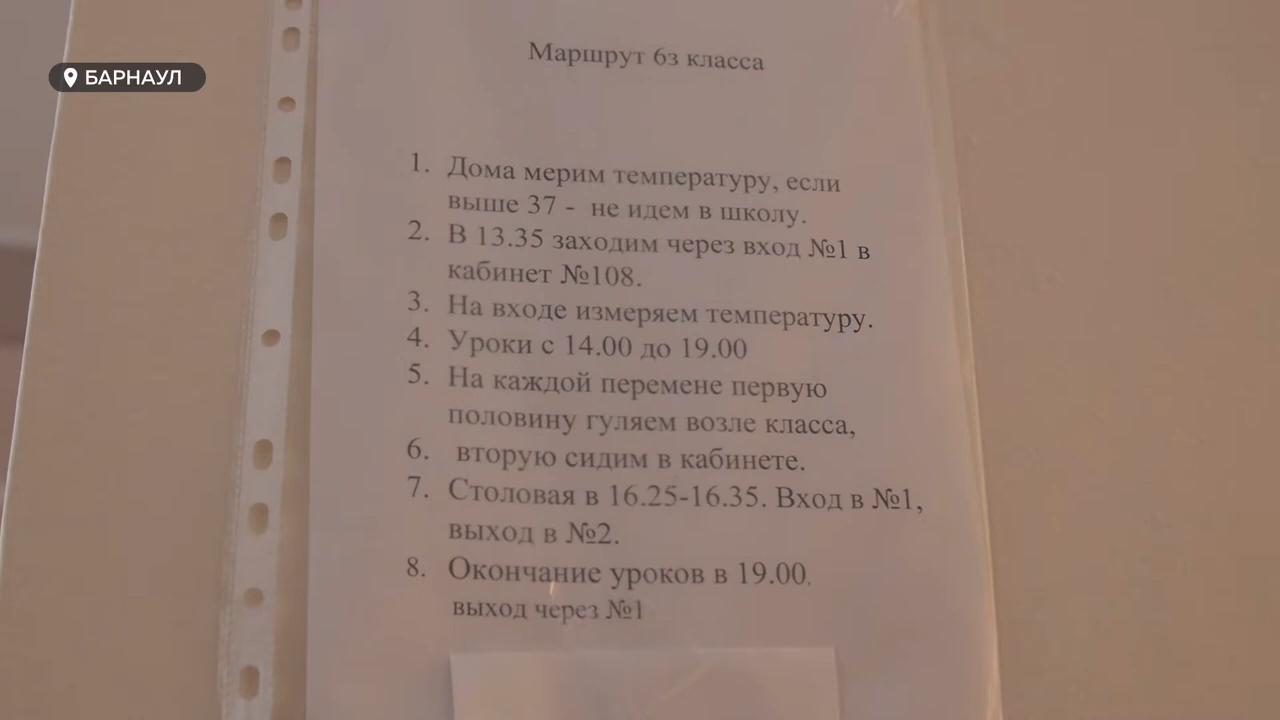 БАРНАУЛ
Маршрут 6з класса
1. Дома мерим температуру, если
выше 37 - не идем в школу.
2. В 13.35 заходим через вход №1 в
кабинет №108.
3. На входе измеряем температуру.
4. Уроки с 14.00 до 19.00
5. На каждой перемене первую
половину гуляем возле класса,
6. вторую сидим в кабинете.
7. Столовая в 16.25-16.35. Вход в №1,
выход в №2.
8. Окончание уроков в 19.00.
выход через №1